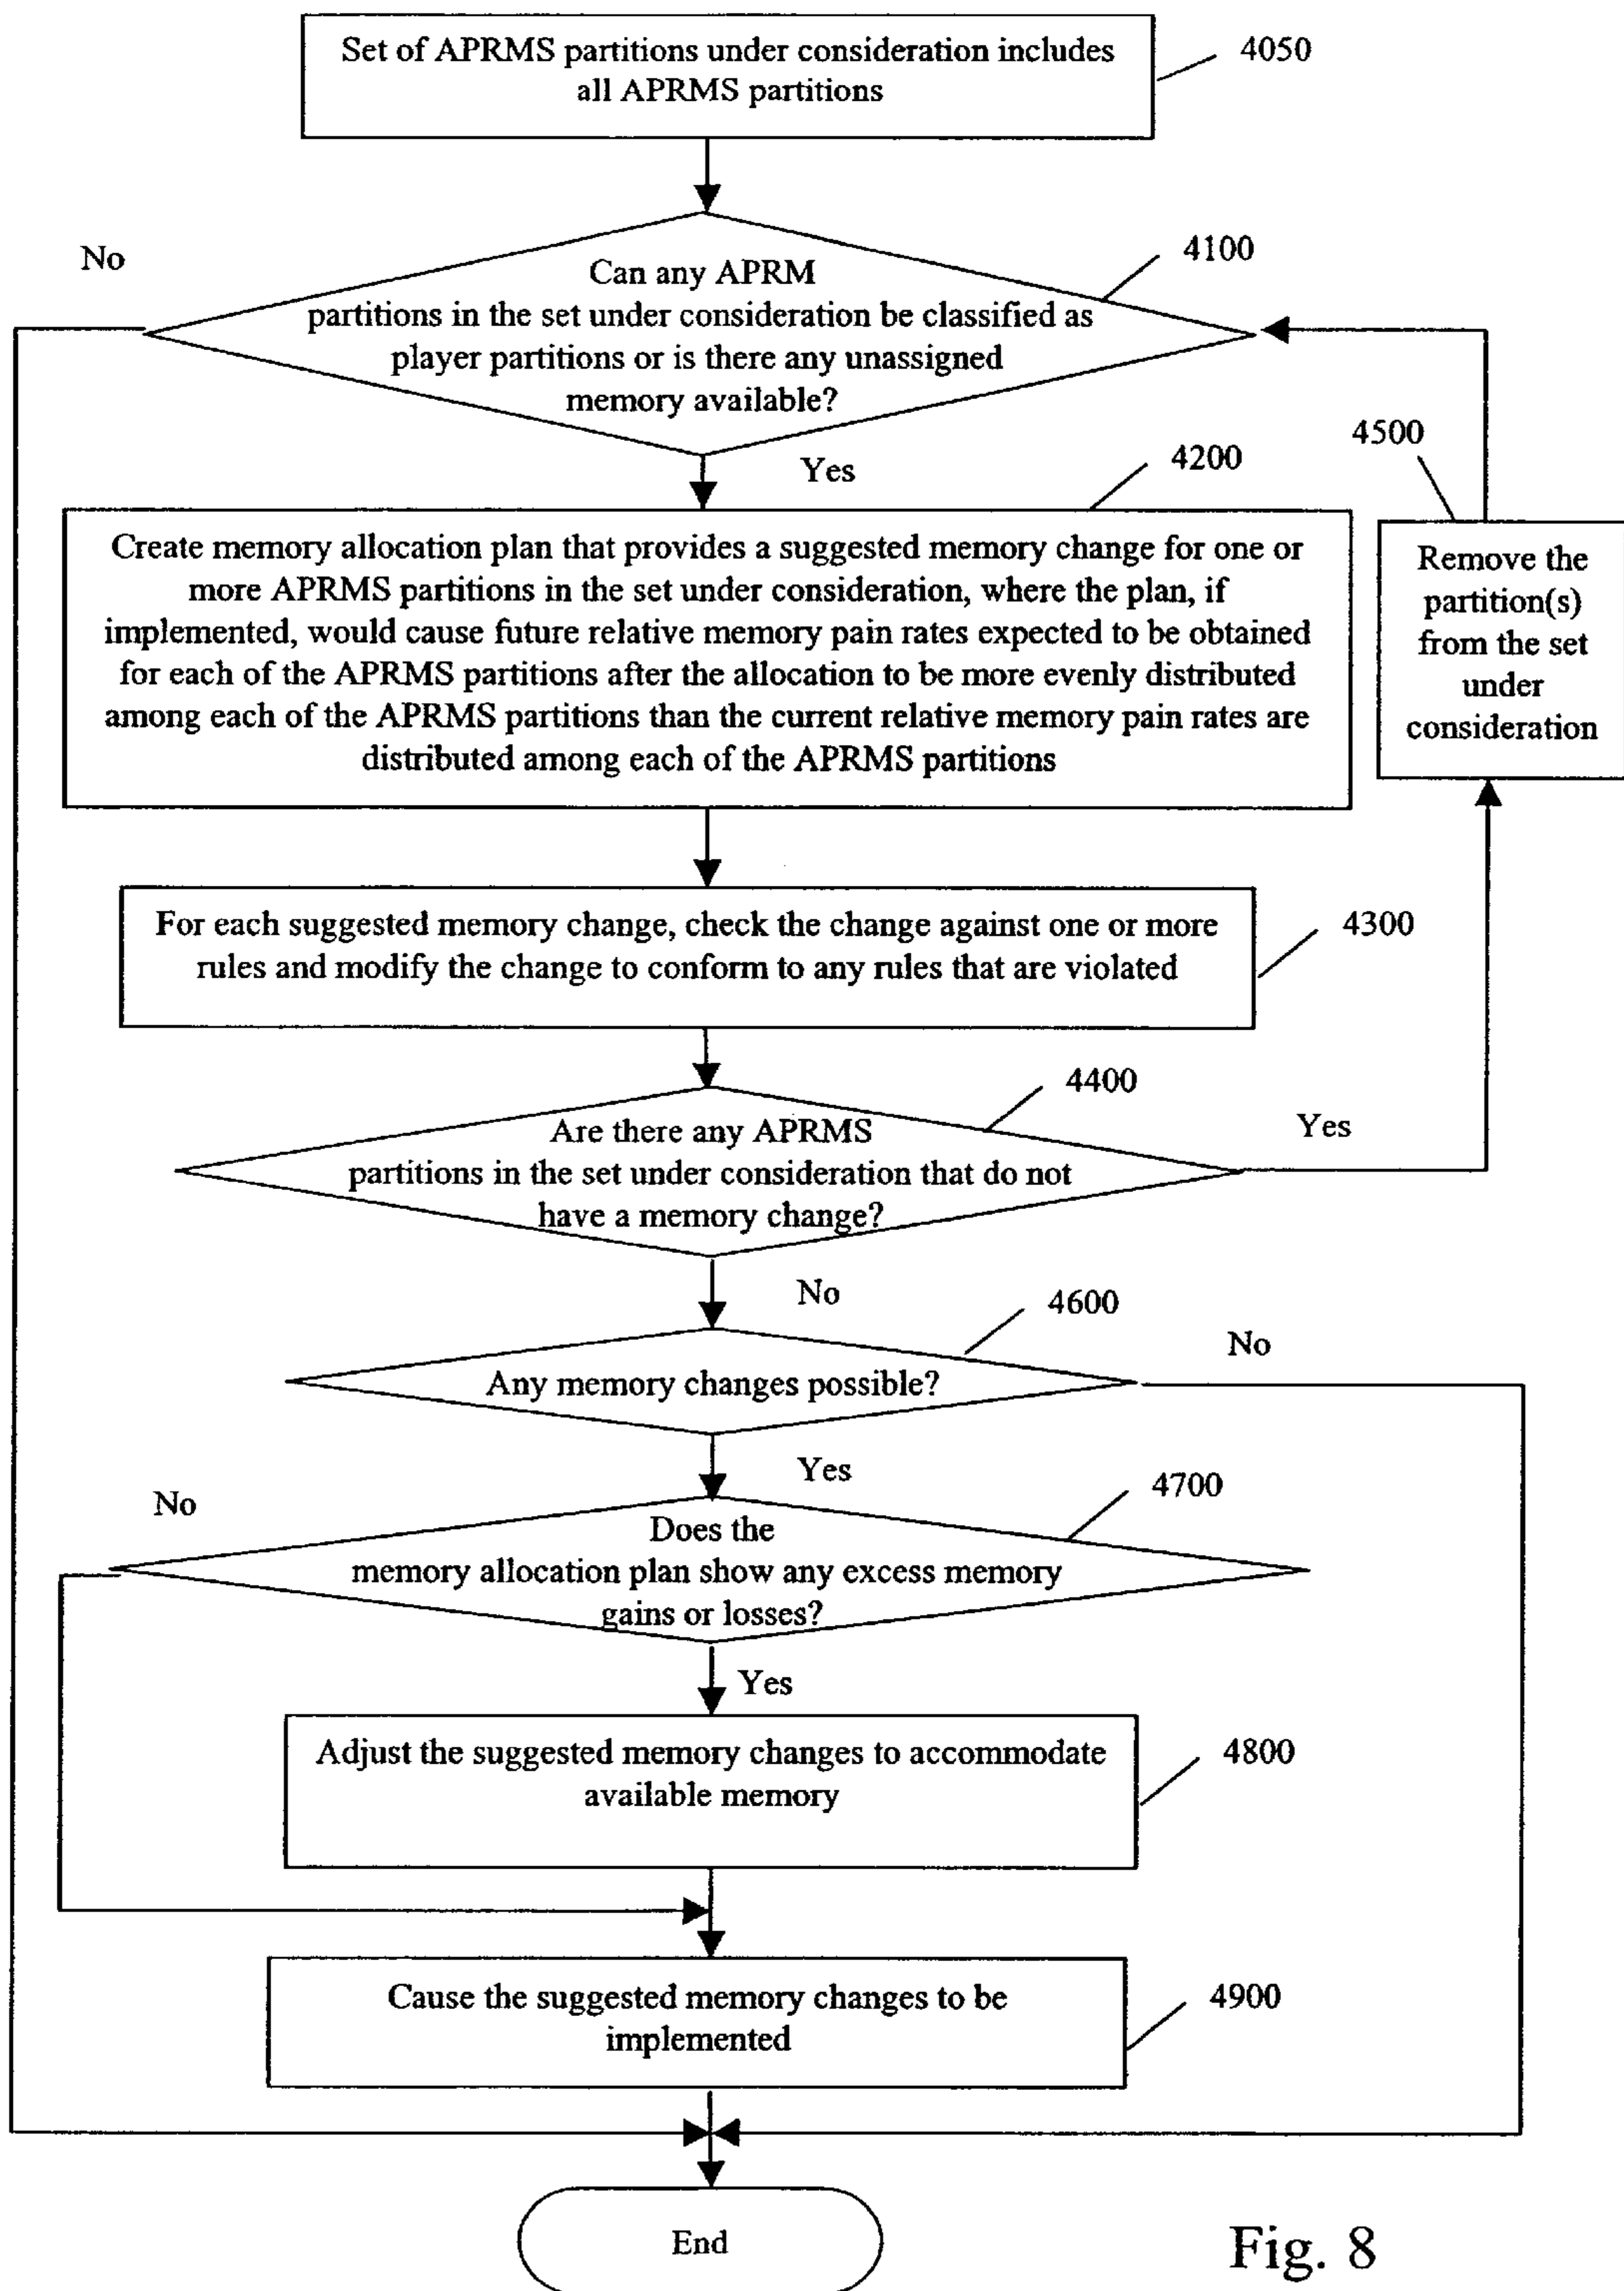 Set of APRMS partitions under consideration includes
all APRMS partitions
4050
No
4100
Can any APRM
partitions in the set under consideration be classified as
player partitions or is there any unassigned
memory available?
Yes
4200
4500
Create memory allocation plan that provides a suggested memory change for one or
more APRMS partitions in the set under consideration, where the plan, if
implemented, would cause future relative memory pain rates expected to be obtained
for each of the APRMS partitions after the allocation to be more evenly distributed
among each of the APRMS partitions than the current relative memory pain rates are
distributed among each of the APRMS partitions
Remove the
partition(s)
from the set
under
consideration
For each suggested memory change, check the change against one or more
rules and modify the change to conform to any rules that are violated
4300
4400
Are there any APRMS
partitions in the set under consideration that do not
have a memory change?
Yes
No
4600
Any memory changes possible?
No
Yes
4700
No
Does the
memory allocation plan show any excess memory
gains or losses?
Yes
Adjust the suggested memory changes to accommodate
available memory
4800
Cause the suggested memory changes to be
implemented
4900
End
Fig. 8